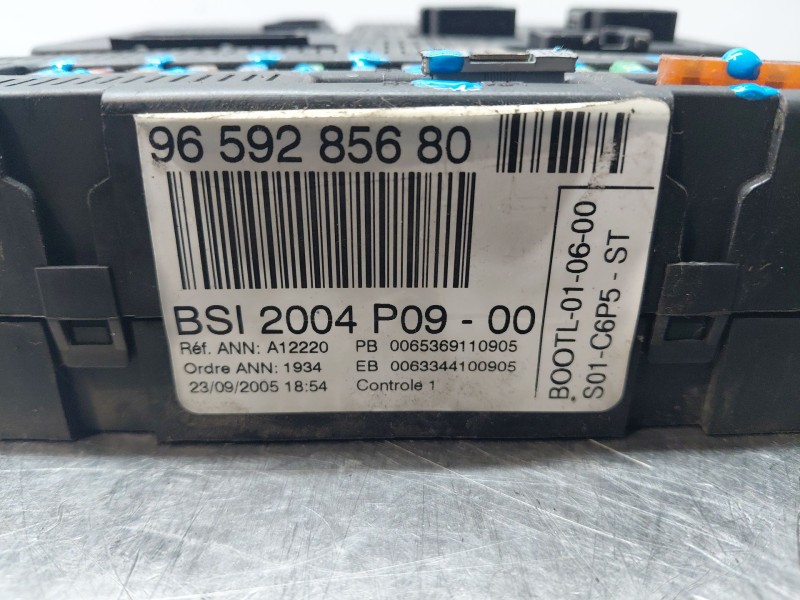 96 592 856 80
BSI 2004 P09 - 00
Réf. ANN: A12220 PB 0065369110905
Ordre ANN: 1934 EB 0063344100905
23/09/2005 18:54 Controle 1
BOOTL-01-06-00
S01-C6P5 - ST